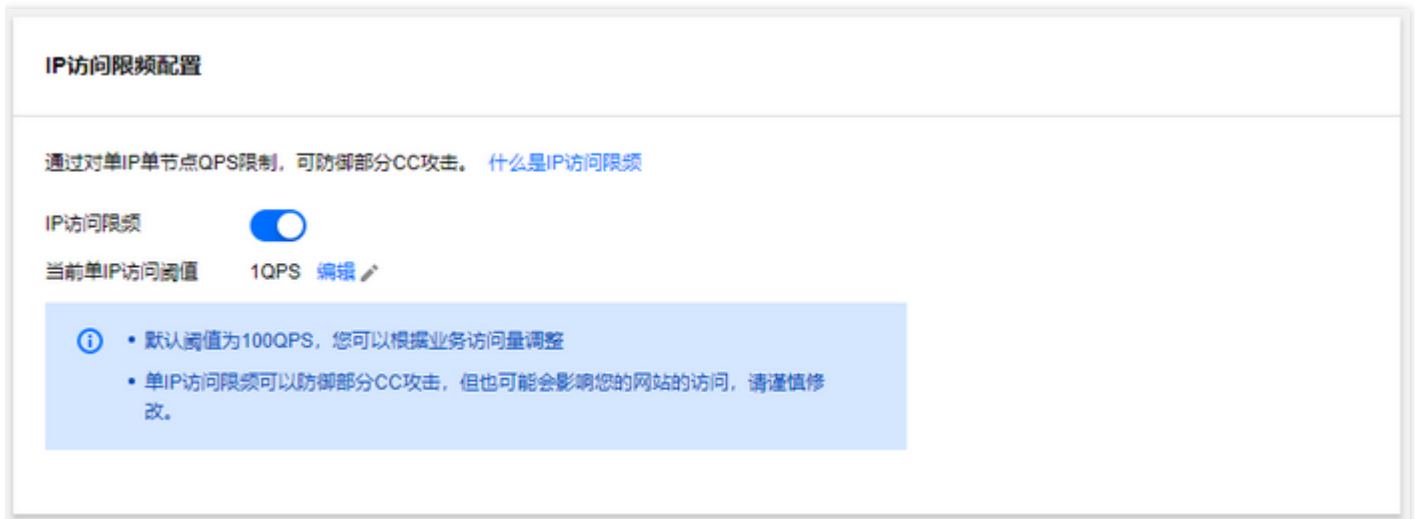 IP访问限频配置
通过对单IP单节点QPS限制，可防御部分CC攻击。 什么是IP访问限频
IP访问限频
当前单IP访问阈值 1QPS 编辑
• 默认阈值为100QPS，您可以根据业务访问量调整
• 单IP访问限频可以防御部分CC攻击，但也可能会影响您的网站的访问，请谨慎修
改。